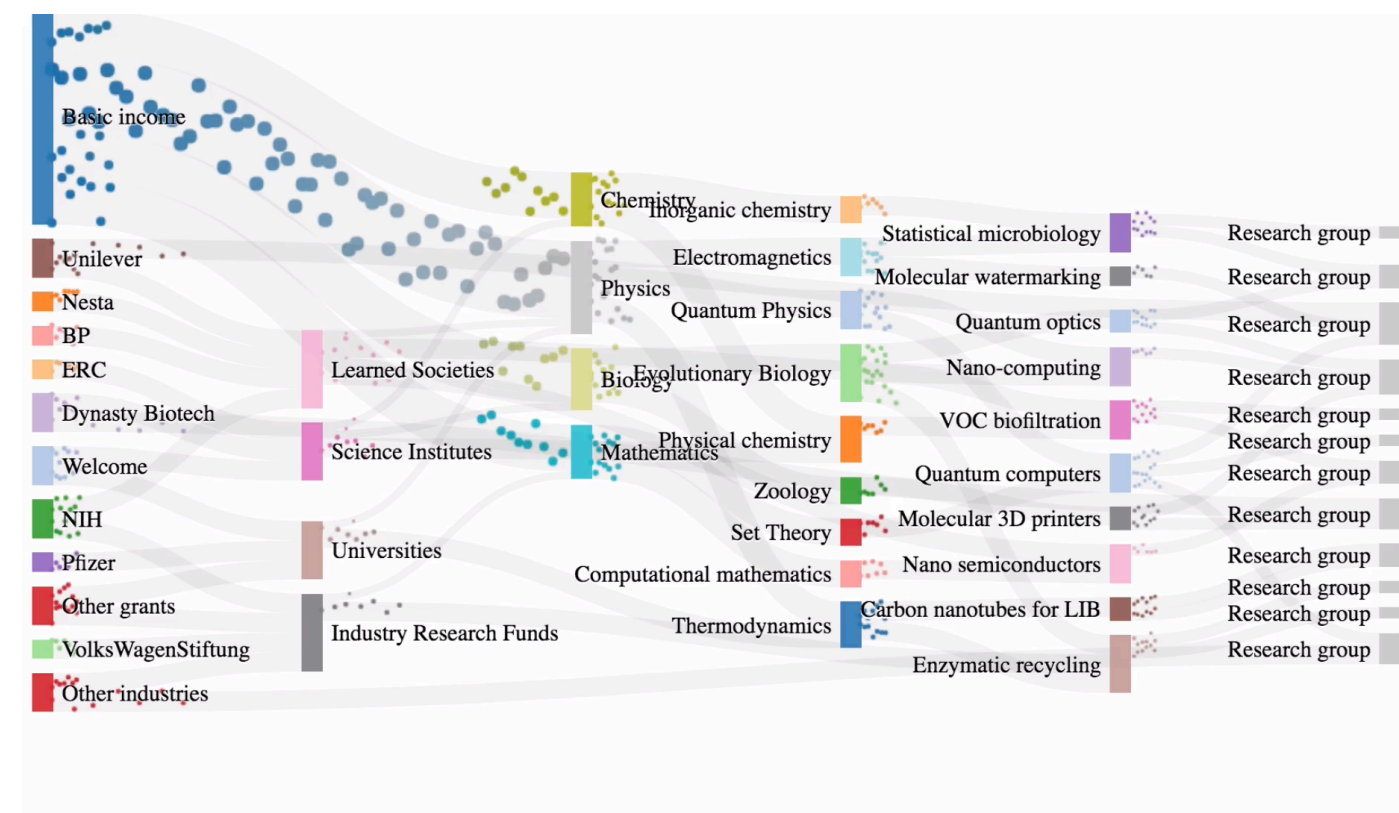 Basic income
Unilever
Nesta
BP
ERC
Dynasty Biotech
Welcome
NIH
Pfizer
Other grants
VolksWagenStiftung
Other industries
Learned Societies
Science Institutes
Universities
Industry Research Funds
Chemistry
Physics
Biology
Mathematics
Inorganic chemistry
Electromagnetics
Quantum Physics
Evolutionary Biology
Physical chemistry
Zoology
Set Theory
Computational mathematics
Thermodynamics
Statistical microbiology
Molecular watermarking
Quantum optics
Nano-computing
VOC biofiltration
Quantum computers
Molecular 3D printers
Nano semiconductors
Carbon nanotubes for LIB
Enzymatic recycling
Research group
Research group
Research group
Research group
Research group
Research group
Research group
Research group
Research group
Research group
Research group
Research group